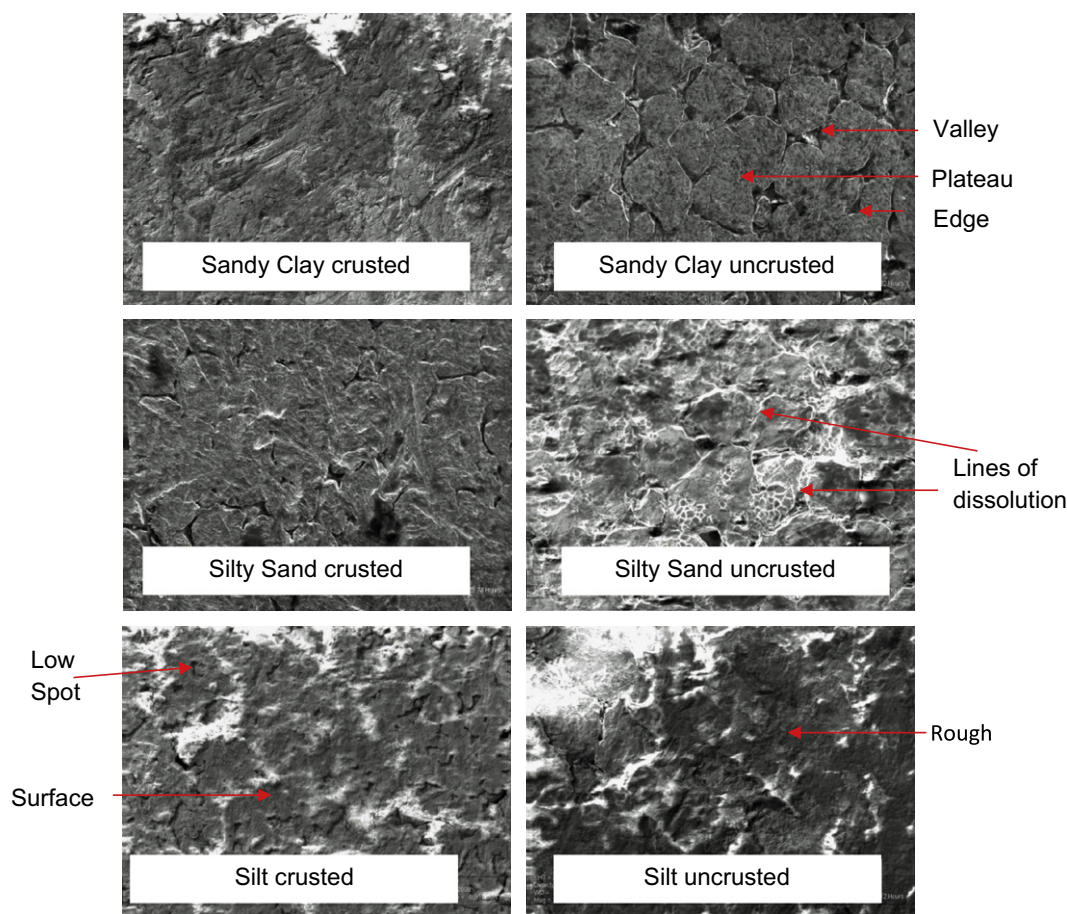 Valley
Plateau
Edge
Sandy Clay crusted
Sandy Clay uncrusted
Lines of
dissolution
Silty Sand crusted
Silty Sand uncrusted
Low
Spot
Surface
Rough
Silt crusted
Silt uncrusted